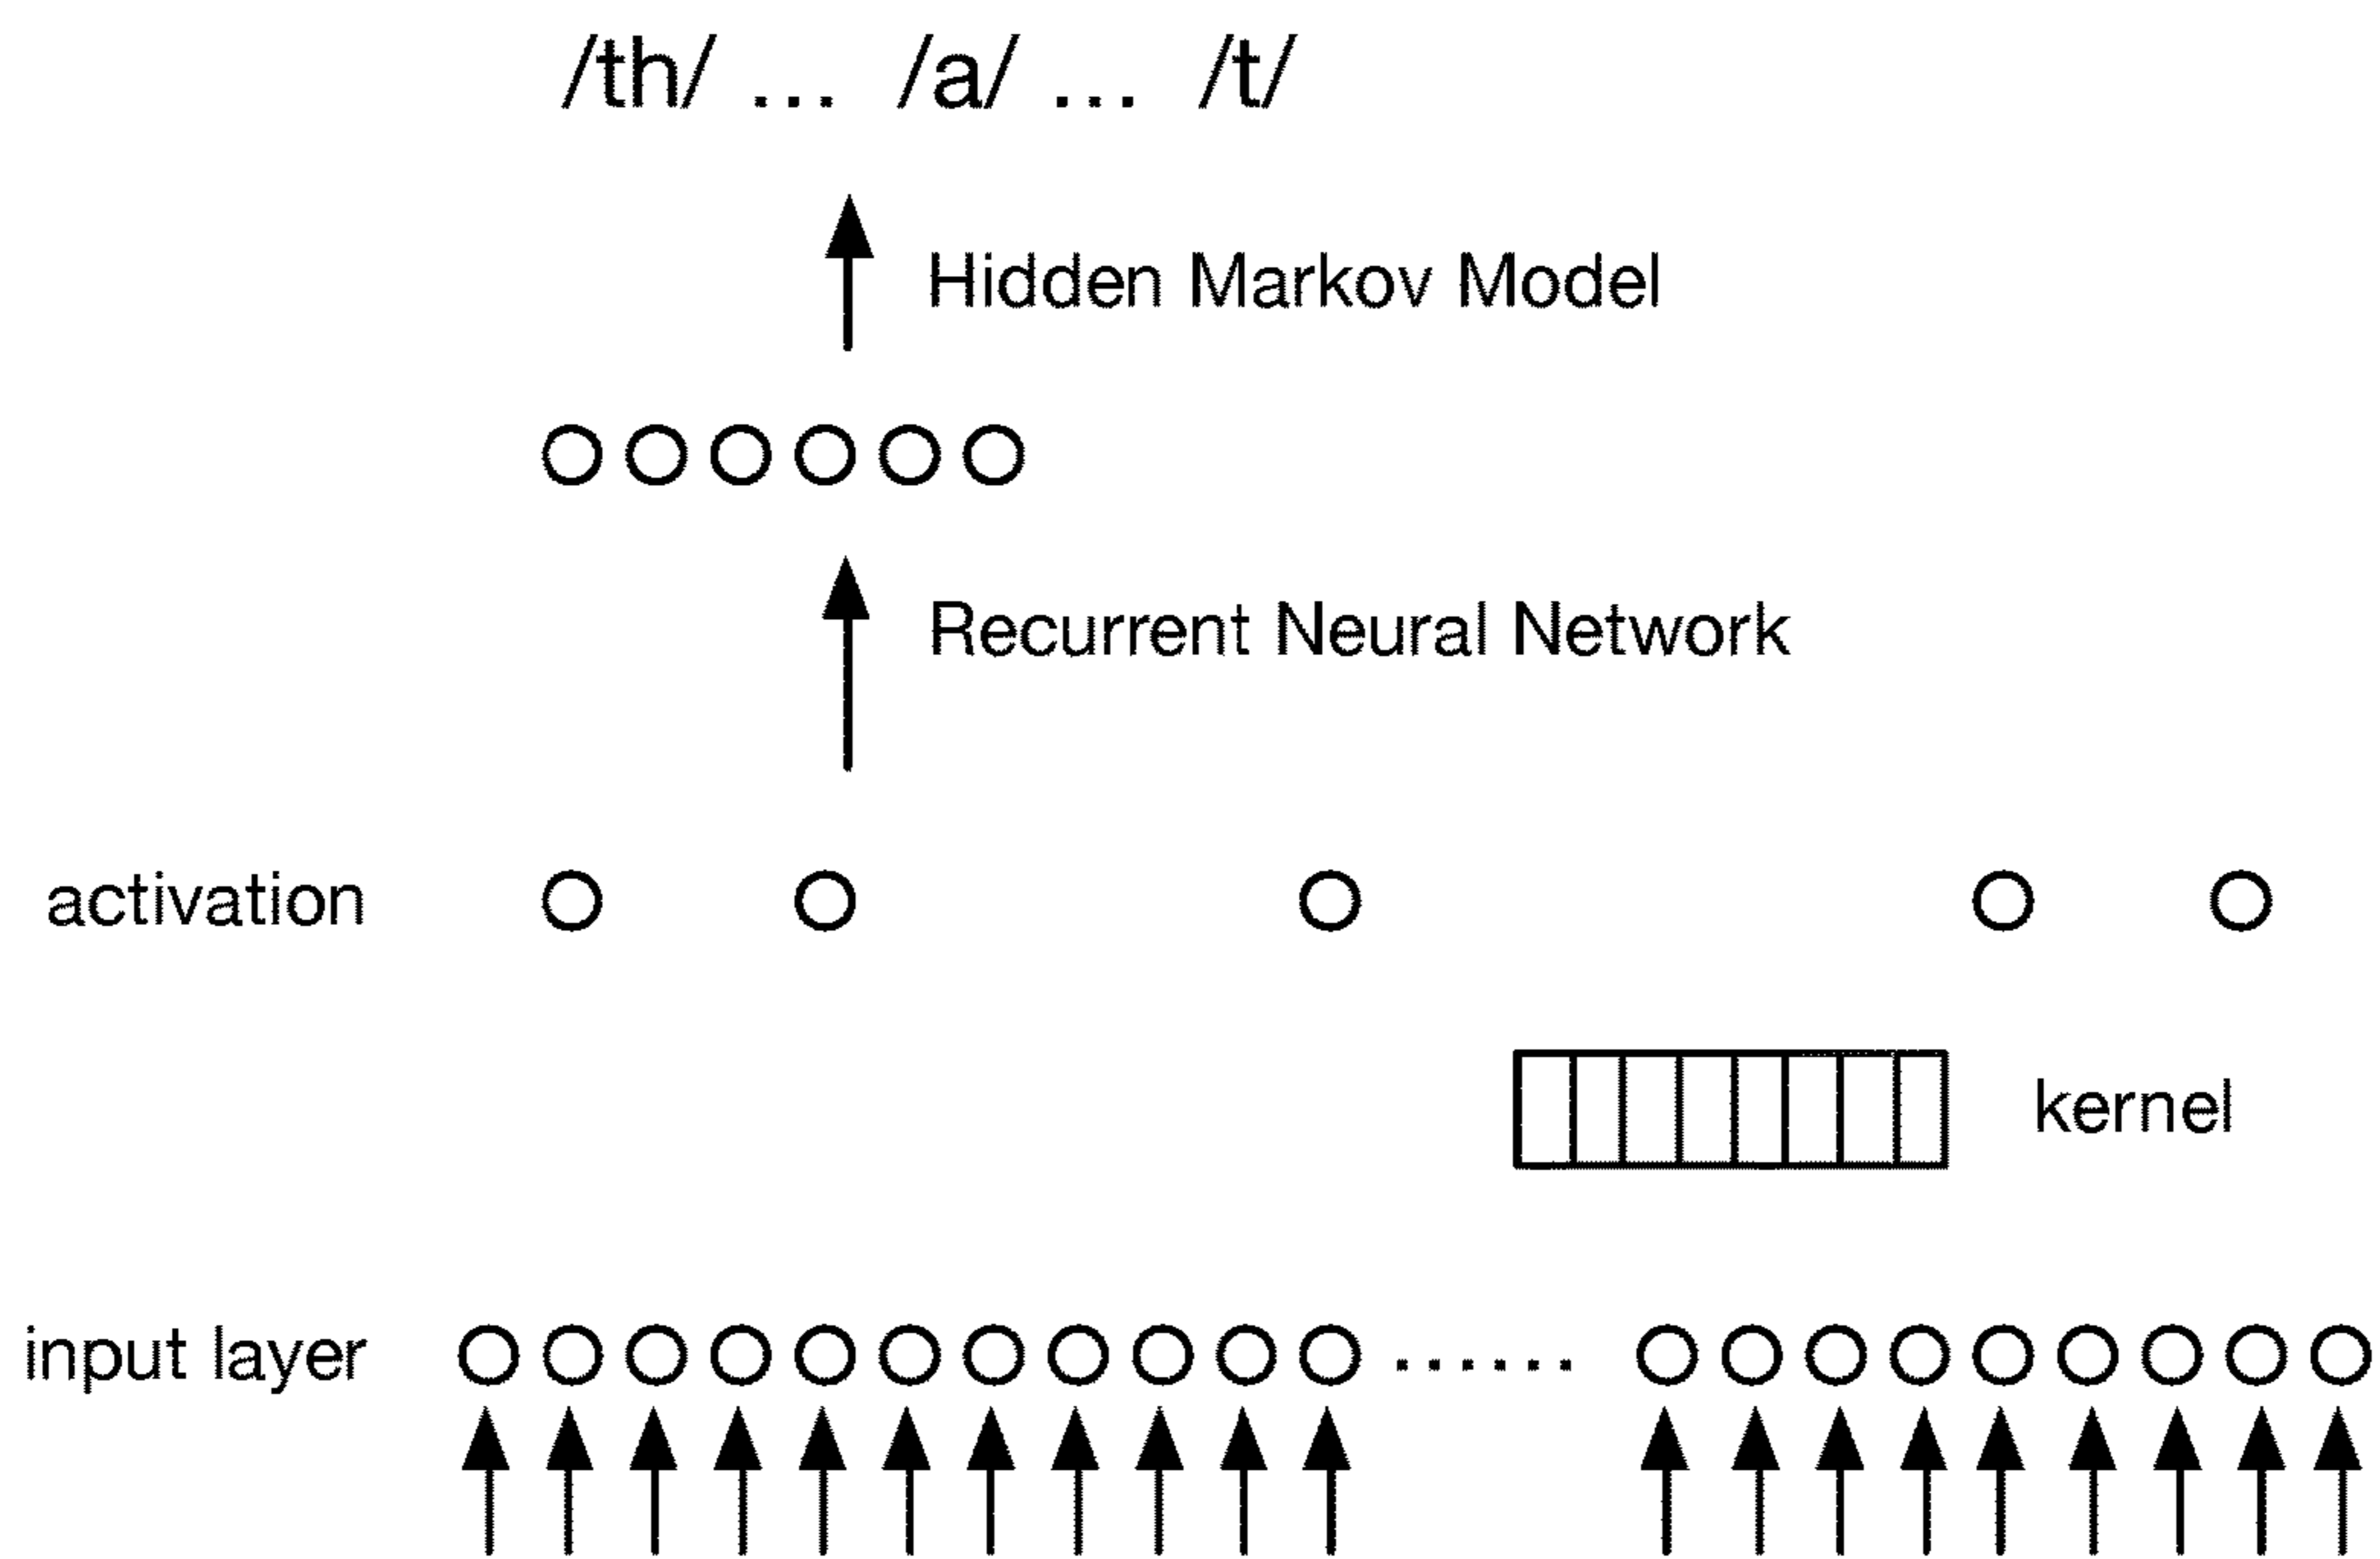 /th/ ... /a/ ... /t/
Hidden Markov Model
Recurrent Neural Network
activation
kernel
input layer ......